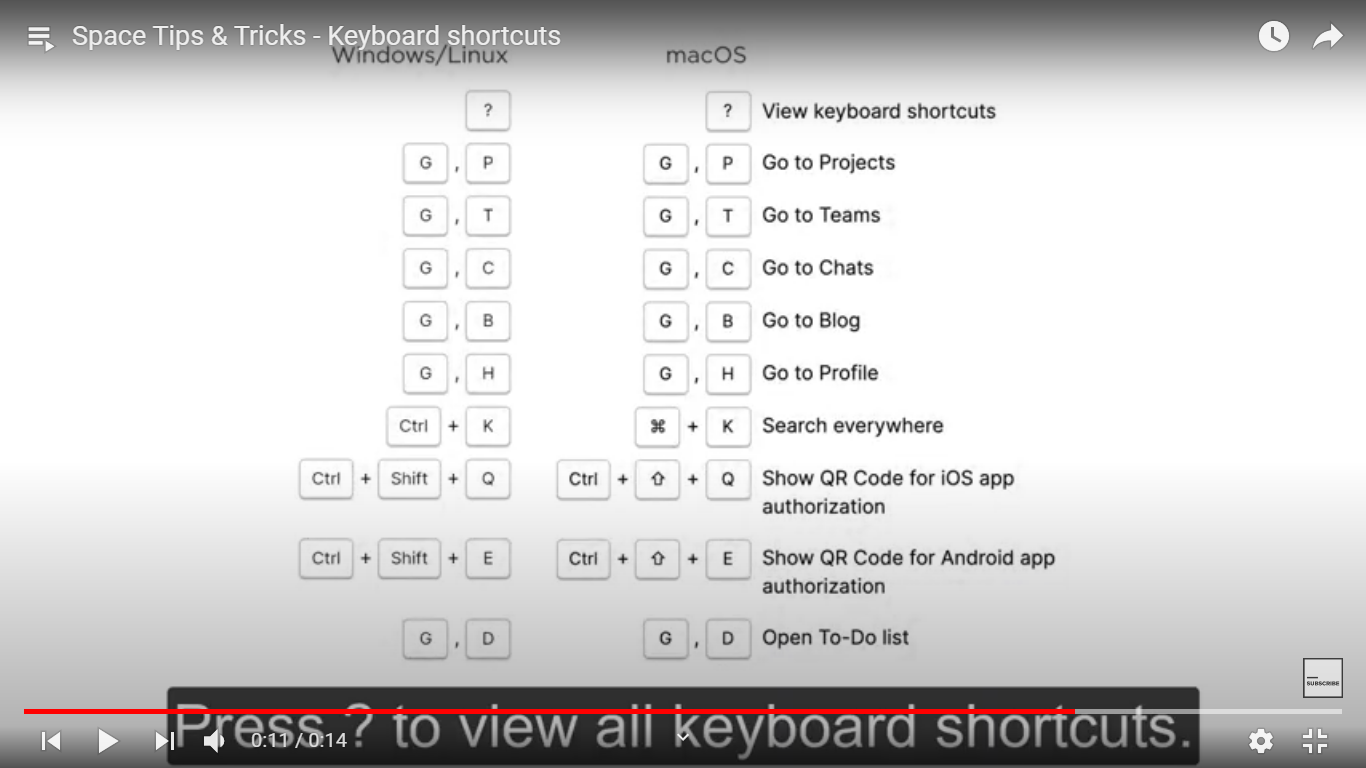 Space Tips & Tricks - Keyboard shortcuts
Windows/Linux macOS
? ? View keyboard shortcuts
G , P G , P Go to Projects
G , T G , T Go to Teams
G , C G , C Go to Chats
G , B G , B Go to Blog
G , H G , H Go to Profile
Ctrl + K ⌘ + K Search everywhere
Ctrl + Shift + Q Ctrl + ⇧ + Q Show QR Code for iOS app
authorization
Ctrl + Shift + E Ctrl + ⇧ + E Show QR Code for Android app
authorization
G , D G , D Open To-Do list
SUBSCRIBE
Press ? to view all keyboard shortcuts.
0:11 / 0:14